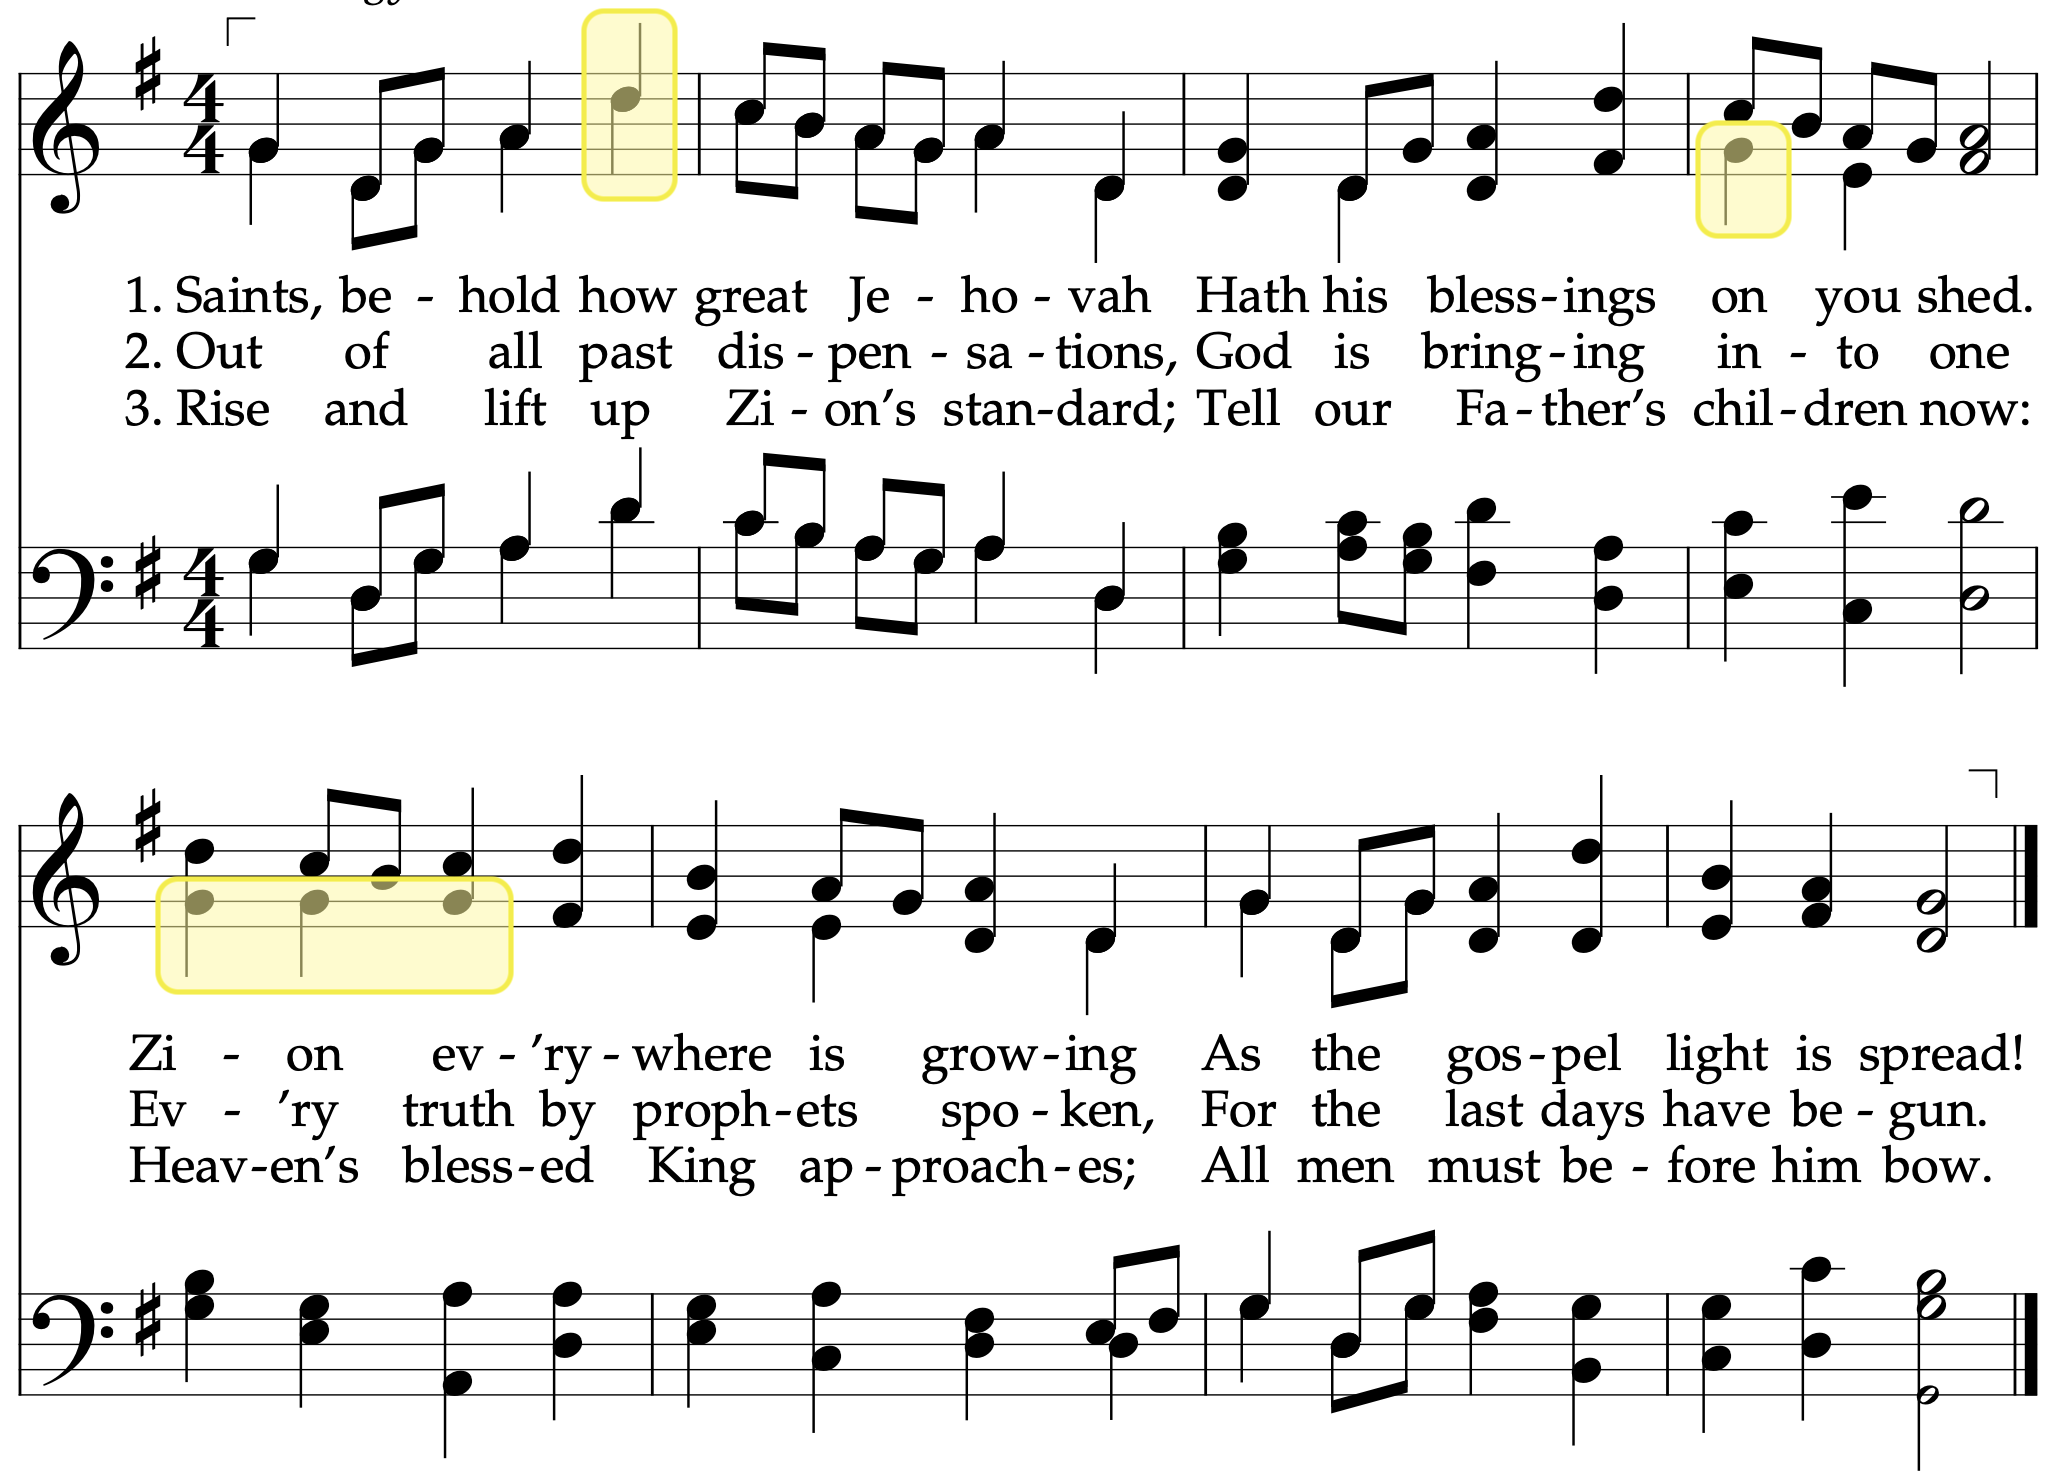 1. Saints, be - hold how great Je - ho - vah Hath his bless - ings on you shed.
2. Out of all past dis - pen - sa - tions, God is bring - ing in - to one
3. Rise and lift up Zi - on's stan - dard; Tell our Fa - ther's chil - dren now:
Zi - on ev - 'ry - where is grow - ing As the gos - pel light is spread!
Ev - 'ry truth by proph - ets spo - ken, For the last days have be - gun.
Heav - en's bless - ed King ap - proach - es; All men must be - fore him bow.